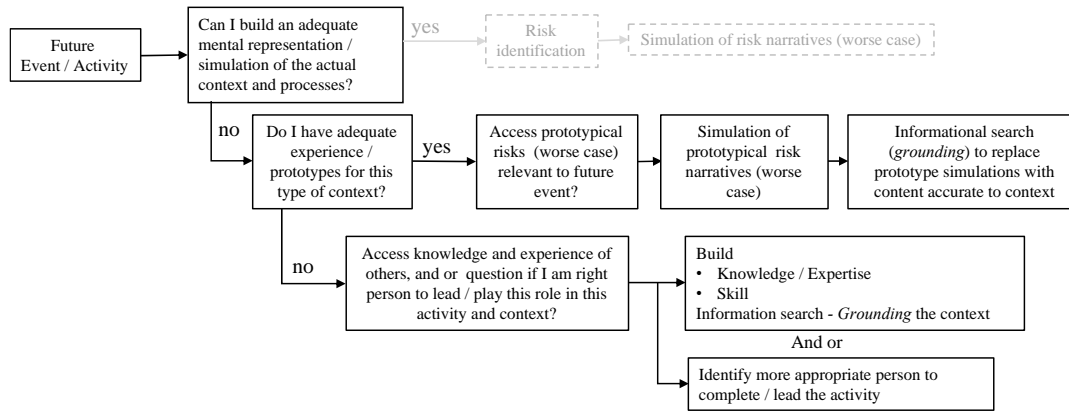 Future
Event / Activity
Can I build an adequate
mental representation /
simulation of the actual
context and processes?
yes
Risk
identification
Simulation of risk narratives (worse case)
no
Do I have adequate
experience /
prototypes for this
type of context?
yes
Access prototypical
risks (worse case)
relevant to future
event?
Simulation of
prototypical risk
narratives (worse
case)
Informational search
(grounding) to replace
prototype simulations with
content accurate to context
no
Access knowledge and experience of
others, and or question if I am right
person to lead / play this role in this
activity and context?
Build
• Knowledge / Expertise
• Skill
Information search - Grounding the context
And or
Identify more appropriate person to
complete / lead the activity